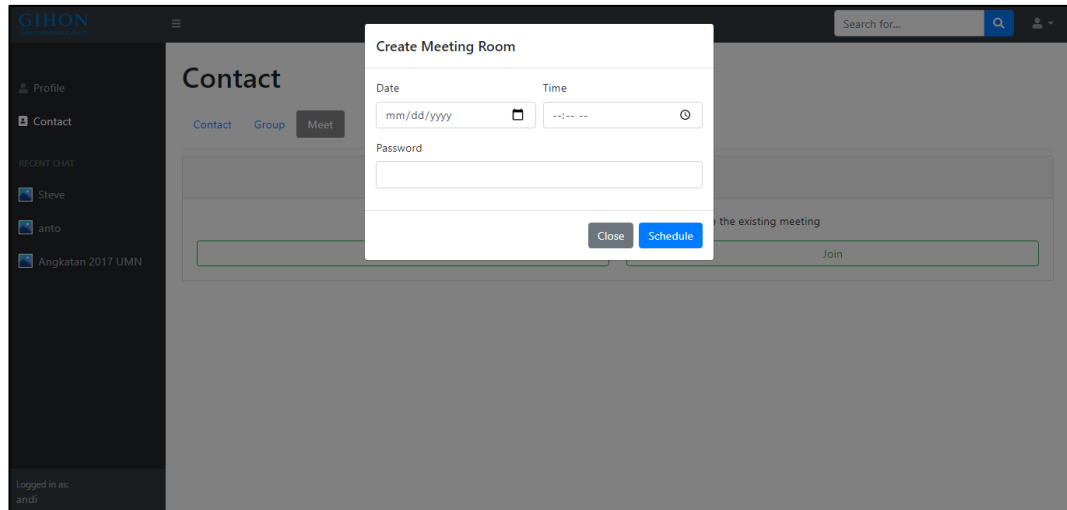 GIHON
Search for...
Create Meeting Room
Profile
Contact
RECENT CHAT
Steve
anto
Angkatan 2017 UMN
Contact
Contact Group Meet
Date Time
mm/dd/yyyy --:-- --
Password
Close Schedule
the existing meeting
Join
Logged in as:
andi